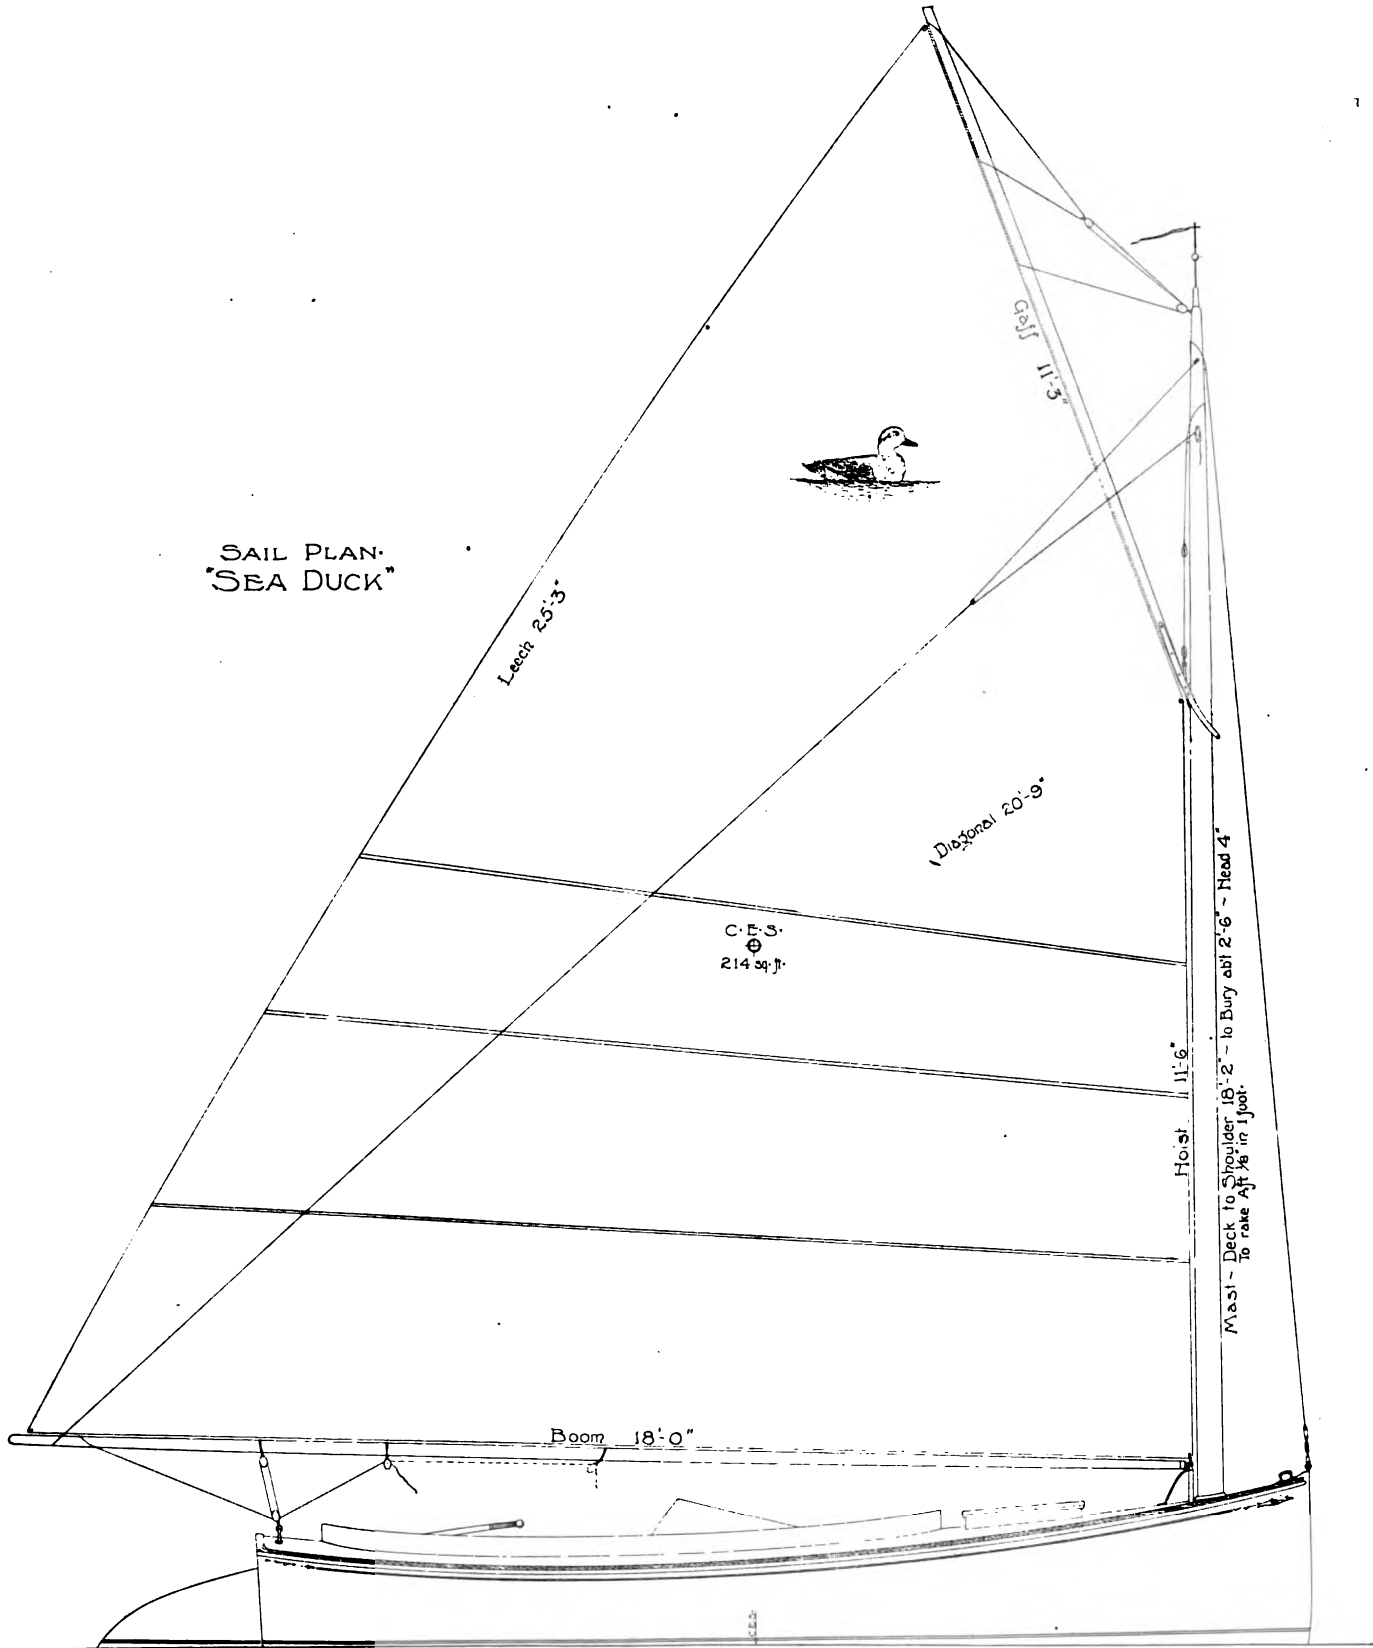 Gaff 11'-3"
SAIL PLAN.
"SEA DUCK"
Leech 25'-3"
Diagonal 20'-9"
C.E.S.
214 sq. ft.
Hoist 11'-6"
Mast ~ Deck to Shoulder 18'-2" ~ to Bury ab't 2'-6" ~ Head 4"
To rake Aft ⅛" in 1 foot.
Boom 18'-0"
C.E.S.